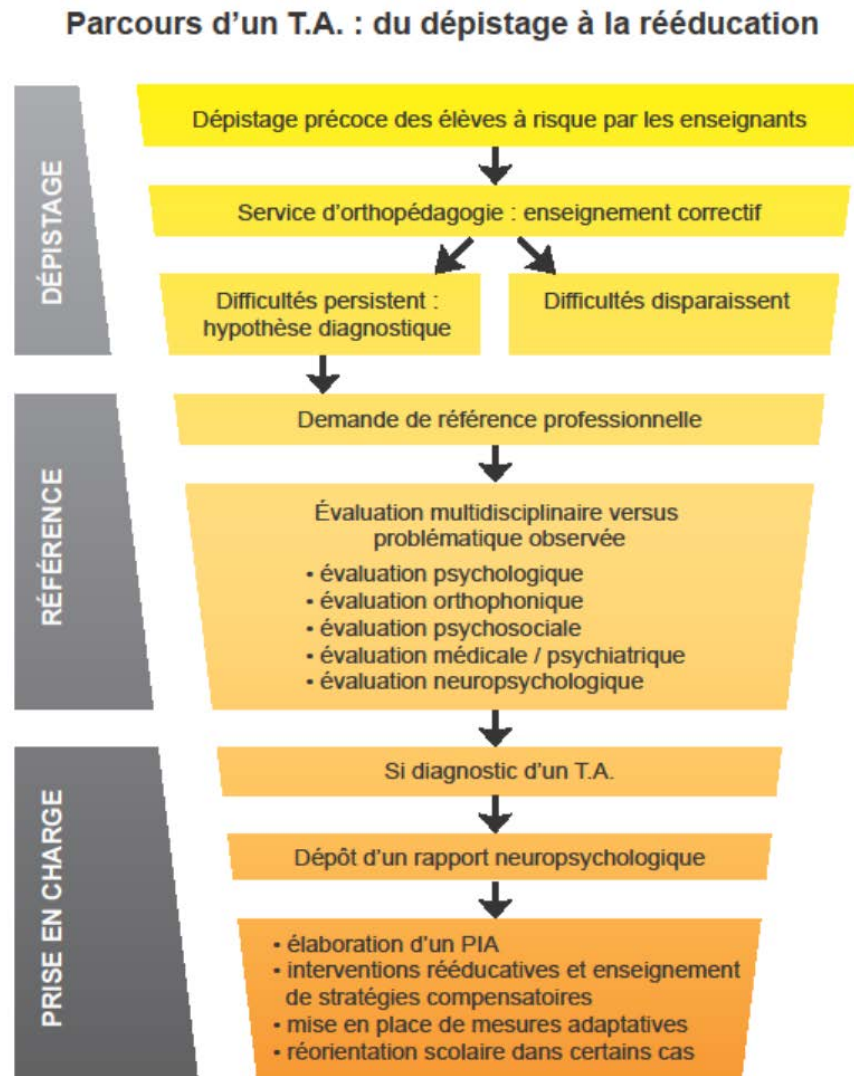 Parcours d'un T.A. : du dépistage à la rééducation
DÉPISTAGE
Dépistage précoce des élèves à risque par les enseignants
Service d'orthopédagogie : enseignement correctif
Difficultés persistent :
hypothèse diagnostique
Difficultés disparaissent
RÉFÉRENCE
Demande de référence professionnelle
Évaluation multidisciplinaire versus
problématique observée
• évaluation psychologique
• évaluation orthophonique
• évaluation psychosociale
• évaluation médicale / psychiatrique
• évaluation neuropsychologique
PRISE EN CHARGE
Si diagnostic d'un T.A.
Dépôt d'un rapport neuropsychologique
• élaboration d'un PIA
• interventions rééducatives et enseignement
de stratégies compensatoires
• mise en place de mesures adaptatives
• réorientation scolaire dans certains cas